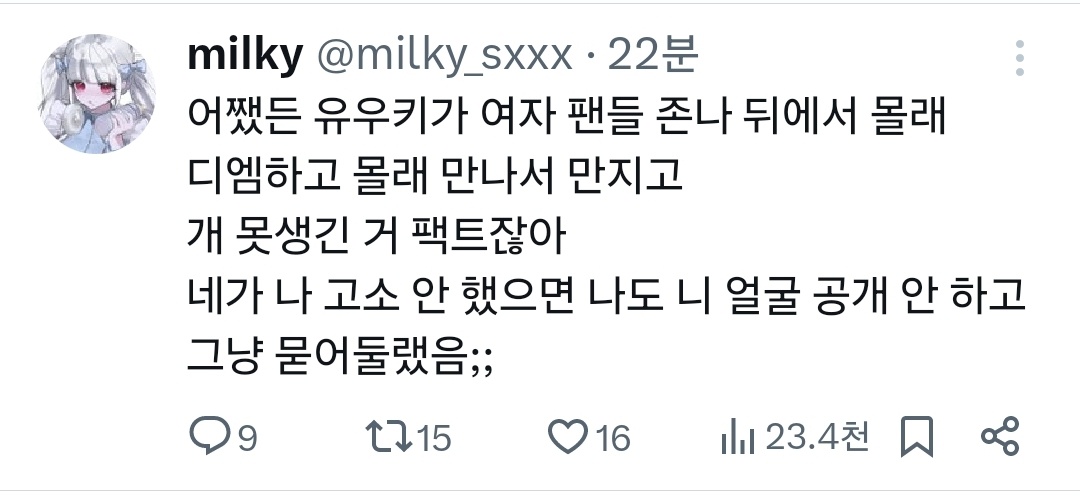 milky @milky_sxxx · 22분
어쨌든 유우키가 여자 팬들 존나 뒤에서 몰래
디엠하고 몰래 만나서 만지고
개 못생긴 거 팩트잖아
네가 나 고소 안 했으면 나도 니 얼굴 공개 안 하고
그냥 묻어둘랬음;;
9 15 16 23.4천